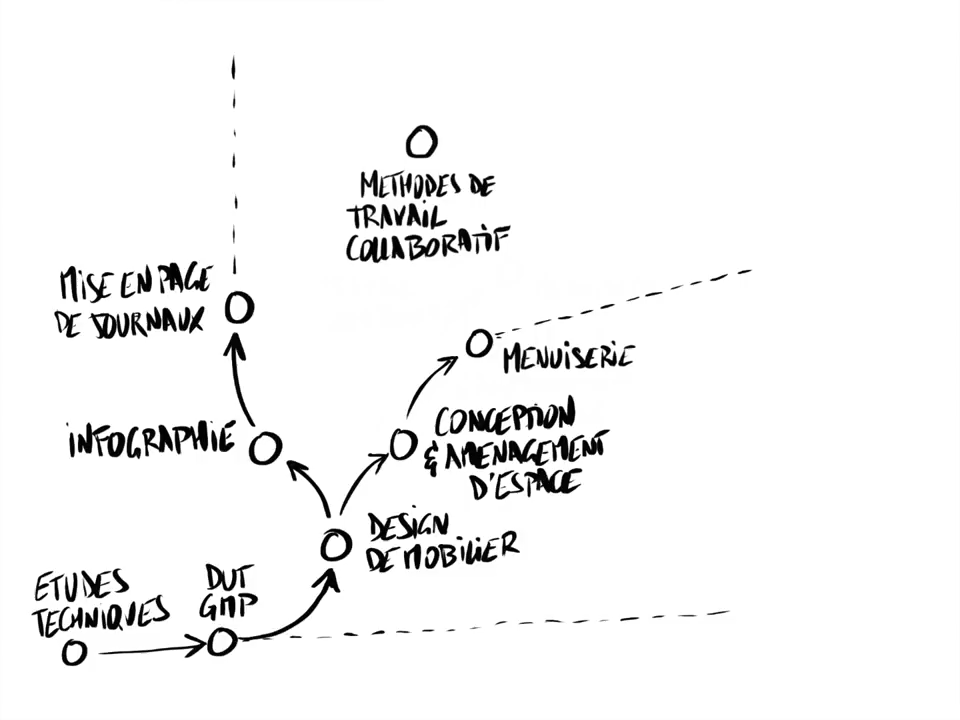 METHODES DE
TRAVAIL
COLLABORATIF
MISE EN PAGE
DE JOURNAUX
MENUISERIE
INFOGRAPHIE
CONCEPTION
& AMENAGEMENT
D'ESPACE
DESIGN
DE MOBILIER
ETUDES
TECHNIQUES
DUT
GMP